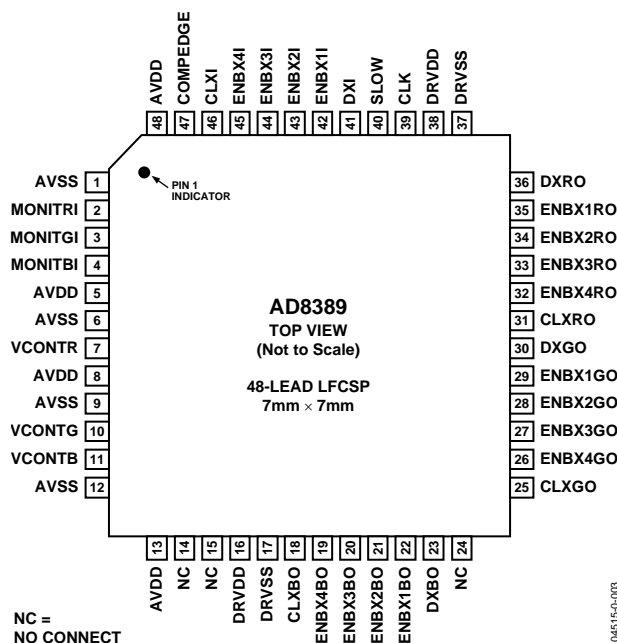 AVDD
COMPEDGE
CLXI
ENBX4I
ENBX3I
ENBX2I
ENBX1I
DXI
SLOW
CLK
DRVDD
DRVSS
48 47 46 45 44 43 42 41 40 39 38 37
AVSS 1
MONITRI 2
MONITGI 3
MONITBI 4
AVDD 5
AVSS 6
VCONTR 7
AVDD 8
AVSS 9
VCONTG 10
VCONTB 11
AVSS 12
PIN 1
INDICATOR
AD8389
TOP VIEW
(Not to Scale)
48-LEAD LFCSP
7mm × 7mm
36 DXRO
35 ENBX1RO
34 ENBX2RO
33 ENBX3RO
32 ENBX4RO
31 CLXRO
30 DXGO
29 ENBX1GO
28 ENBX2GO
27 ENBX3GO
26 ENBX4GO
25 CLXGO
13 14 15 16 17 18 19 20 21 22 23 24
AVDD
NC
NC
DRVDD
DRVSS
CLXBO
ENBX4BO
ENBX3BO
ENBX2BO
ENBX1BO
DXBO
NC
NC =
NO CONNECT
04515-0-003